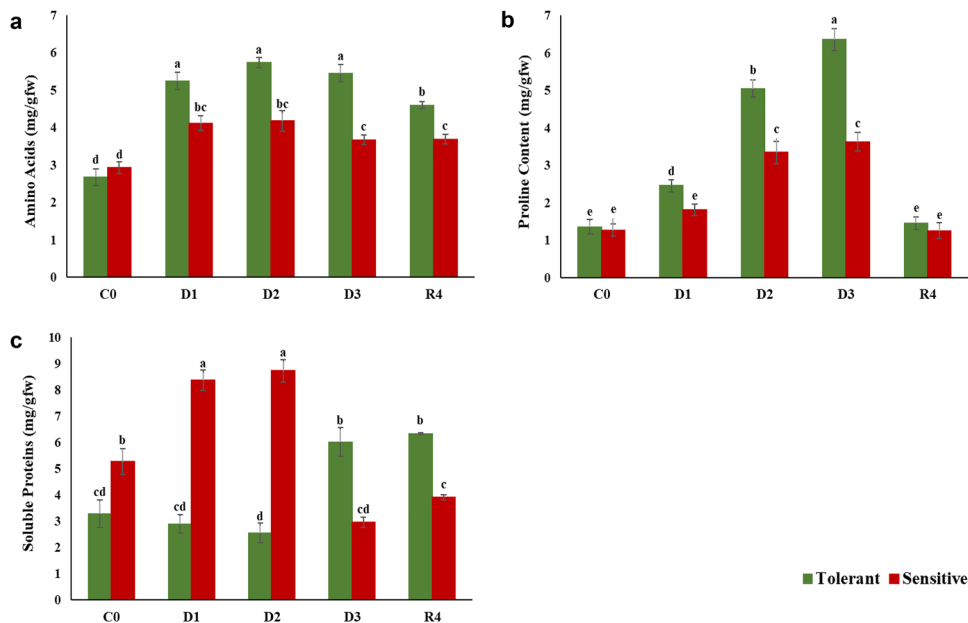 a
Amino Acids (mg/gfw)
7
6
5
4
3
2
1
0
d d a bc a bc a c b c
C0 D1 D2 D3 R4
b
Proline Content (mg/gfw)
7
6
5
4
3
2
1
0
e e d e b c a c e e
C0 D1 D2 D3 R4
c
Soluble Proteins (mg/gfw)
10
9
8
7
6
5
4
3
2
1
0
cd b cd a d a b cd b c
C0 D1 D2 D3 R4
Tolerant Sensitive